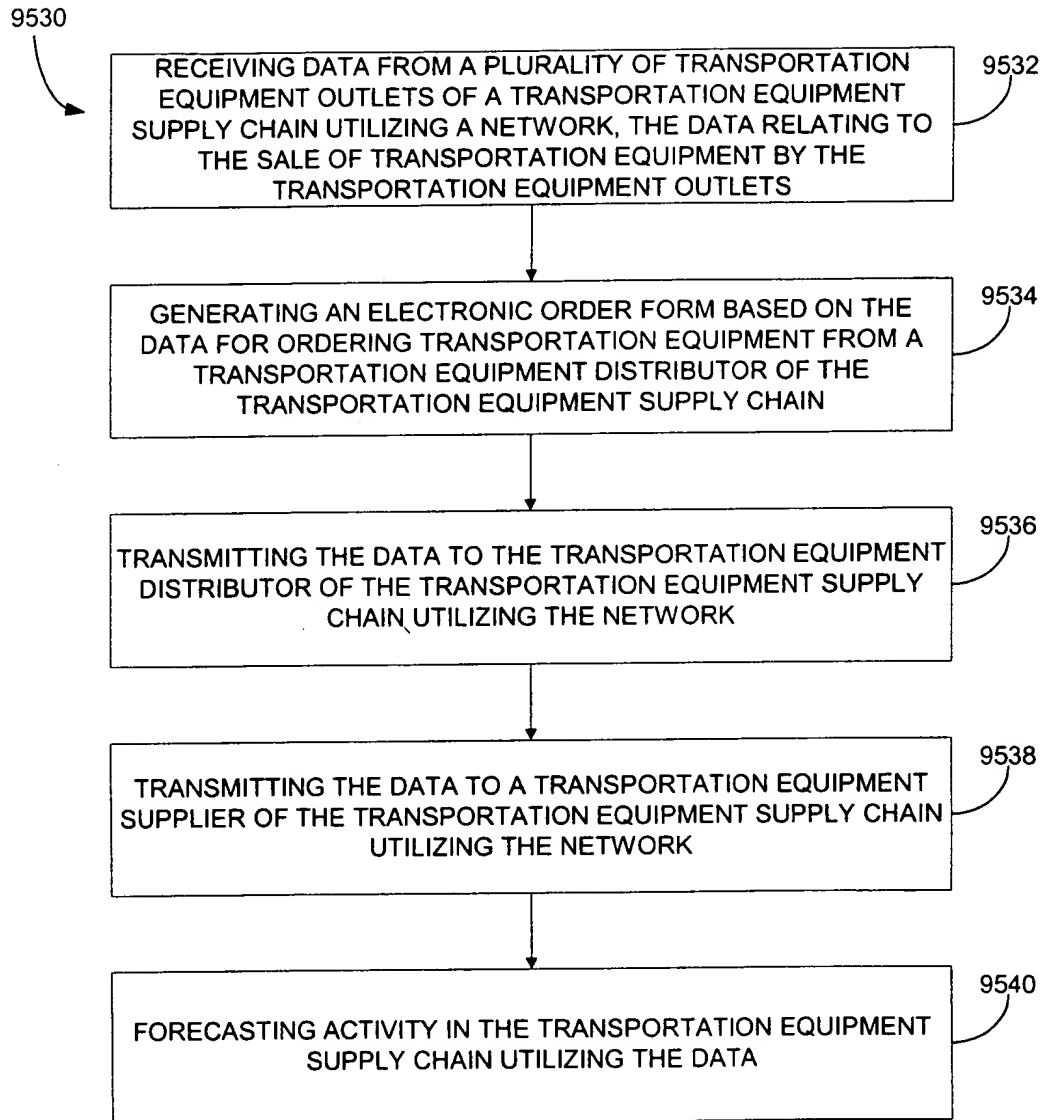 9530
RECEIVING DATA FROM A PLURALITY OF TRANSPORTATION
EQUIPMENT OUTLETS OF A TRANSPORTATION EQUIPMENT
SUPPLY CHAIN UTILIZING A NETWORK, THE DATA RELATING TO
THE SALE OF TRANSPORTATION EQUIPMENT BY THE
TRANSPORTATION EQUIPMENT OUTLETS
9532
GENERATING AN ELECTRONIC ORDER FORM BASED ON THE
DATA FOR ORDERING TRANSPORTATION EQUIPMENT FROM A
TRANSPORTATION EQUIPMENT DISTRIBUTOR OF THE
TRANSPORTATION EQUIPMENT SUPPLY CHAIN
9534
TRANSMITTING THE DATA TO THE TRANSPORTATION EQUIPMENT
DISTRIBUTOR OF THE TRANSPORTATION EQUIPMENT SUPPLY
CHAIN UTILIZING THE NETWORK
9536
TRANSMITTING THE DATA TO A TRANSPORTATION EQUIPMENT
SUPPLIER OF THE TRANSPORTATION EQUIPMENT SUPPLY CHAIN
UTILIZING THE NETWORK
9538
FORECASTING ACTIVITY IN THE TRANSPORTATION EQUIPMENT
SUPPLY CHAIN UTILIZING THE DATA
9540